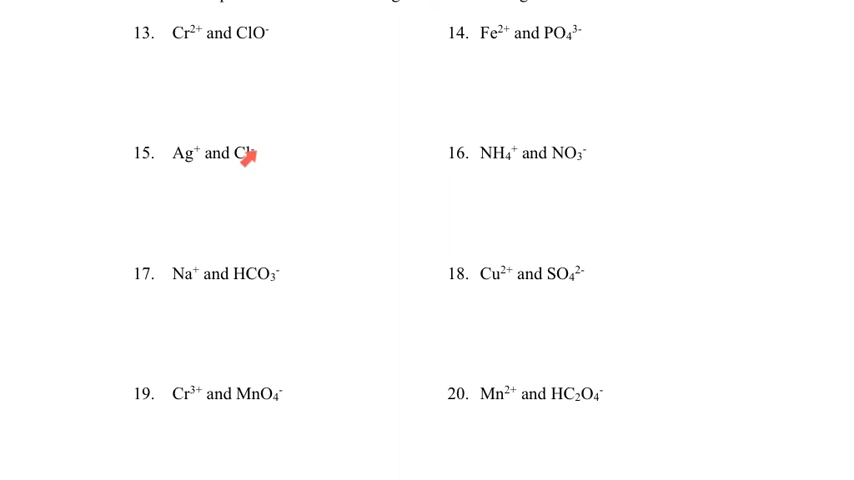 13. Cr²⁺ and ClO⁻
14. Fe²⁺ and PO₄³⁻
15. Ag⁺ and Cl⁻
16. NH₄⁺ and NO₃⁻
17. Na⁺ and HCO₃⁻
18. Cu²⁺ and SO₄²⁻
19. Cr³⁺ and MnO₄⁻
20. Mn²⁺ and HC₂O₄⁻